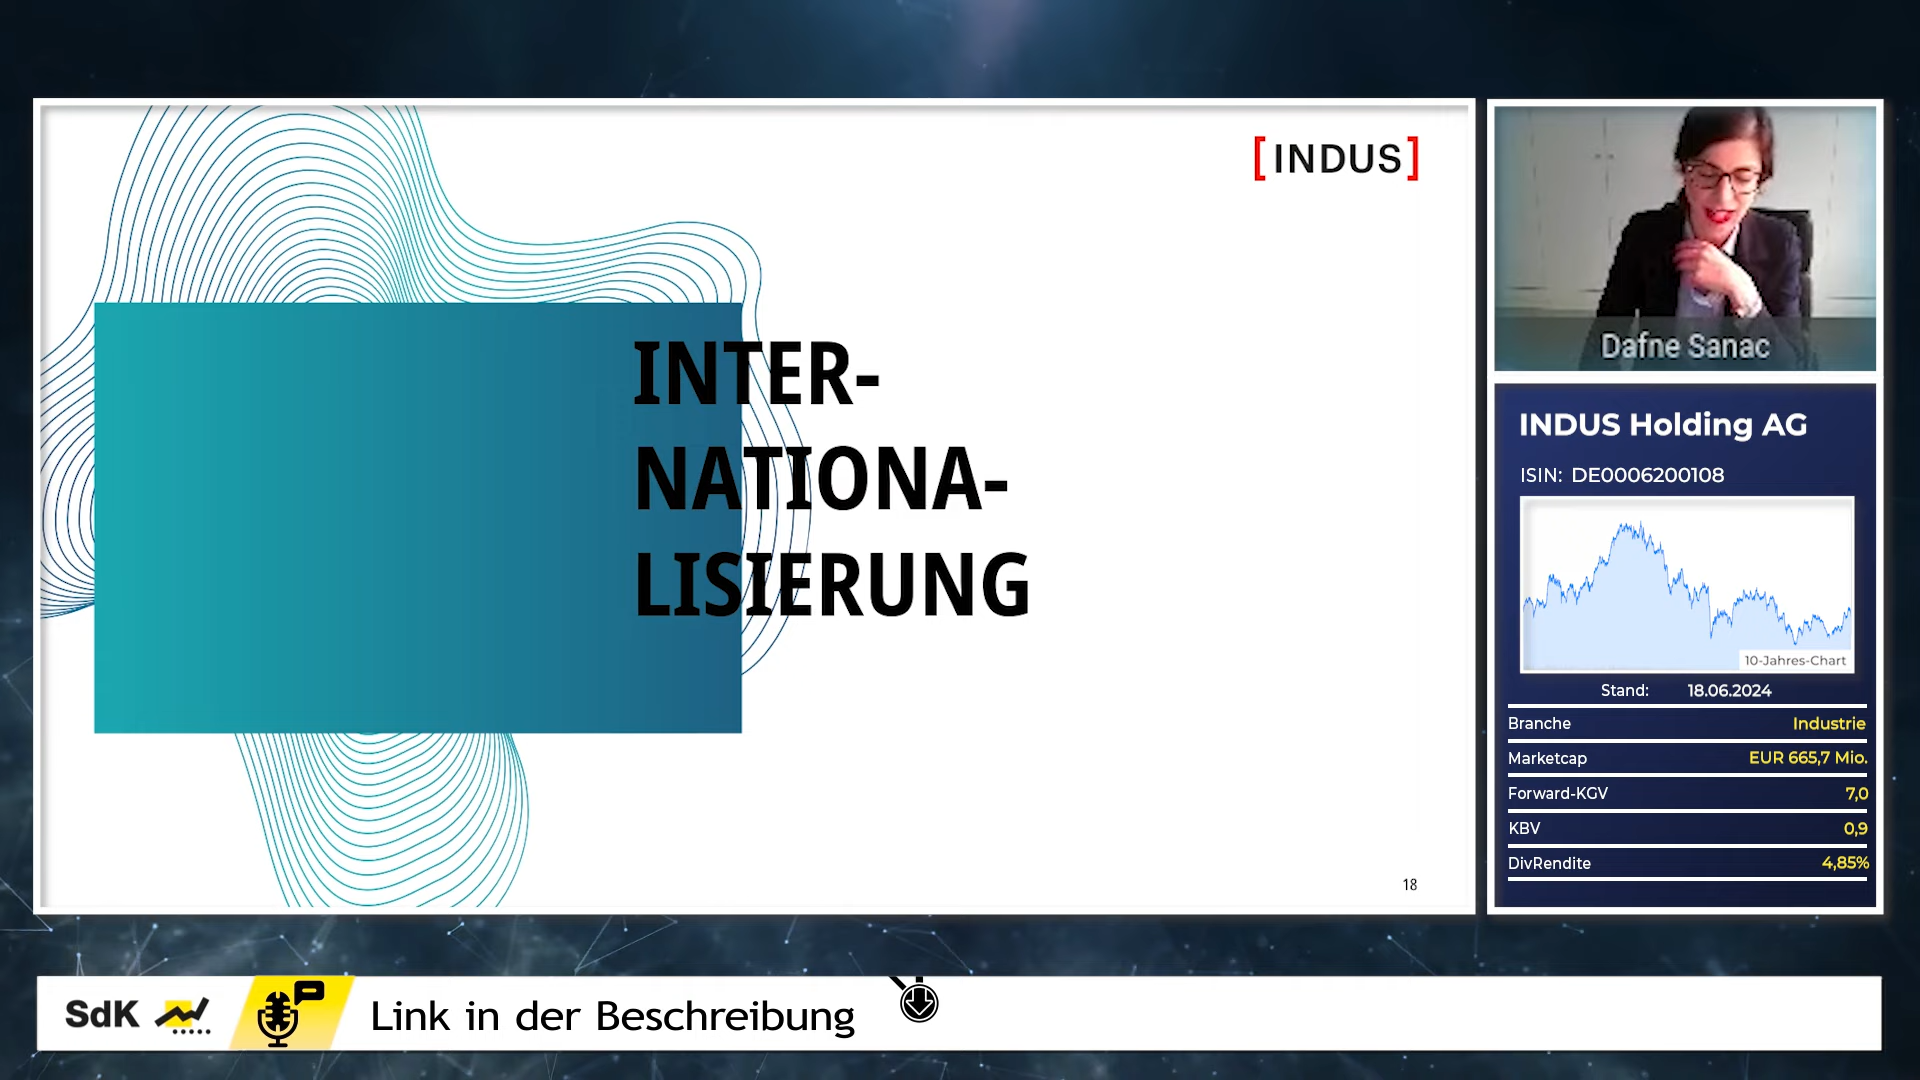 [INDUS]
INTER-
NATIONA-
LISIERUNG
18
Dafne Sanac
INDUS Holding AG
ISIN: DE0006200108
10-Jahres-Chart
Stand: 18.06.2024
Branche Industrie
Marketcap EUR 665,7 Mio.
Forward-KGV 7,0
KBV 0,9
DivRendite 4,85%
SdK Link in der Beschreibung